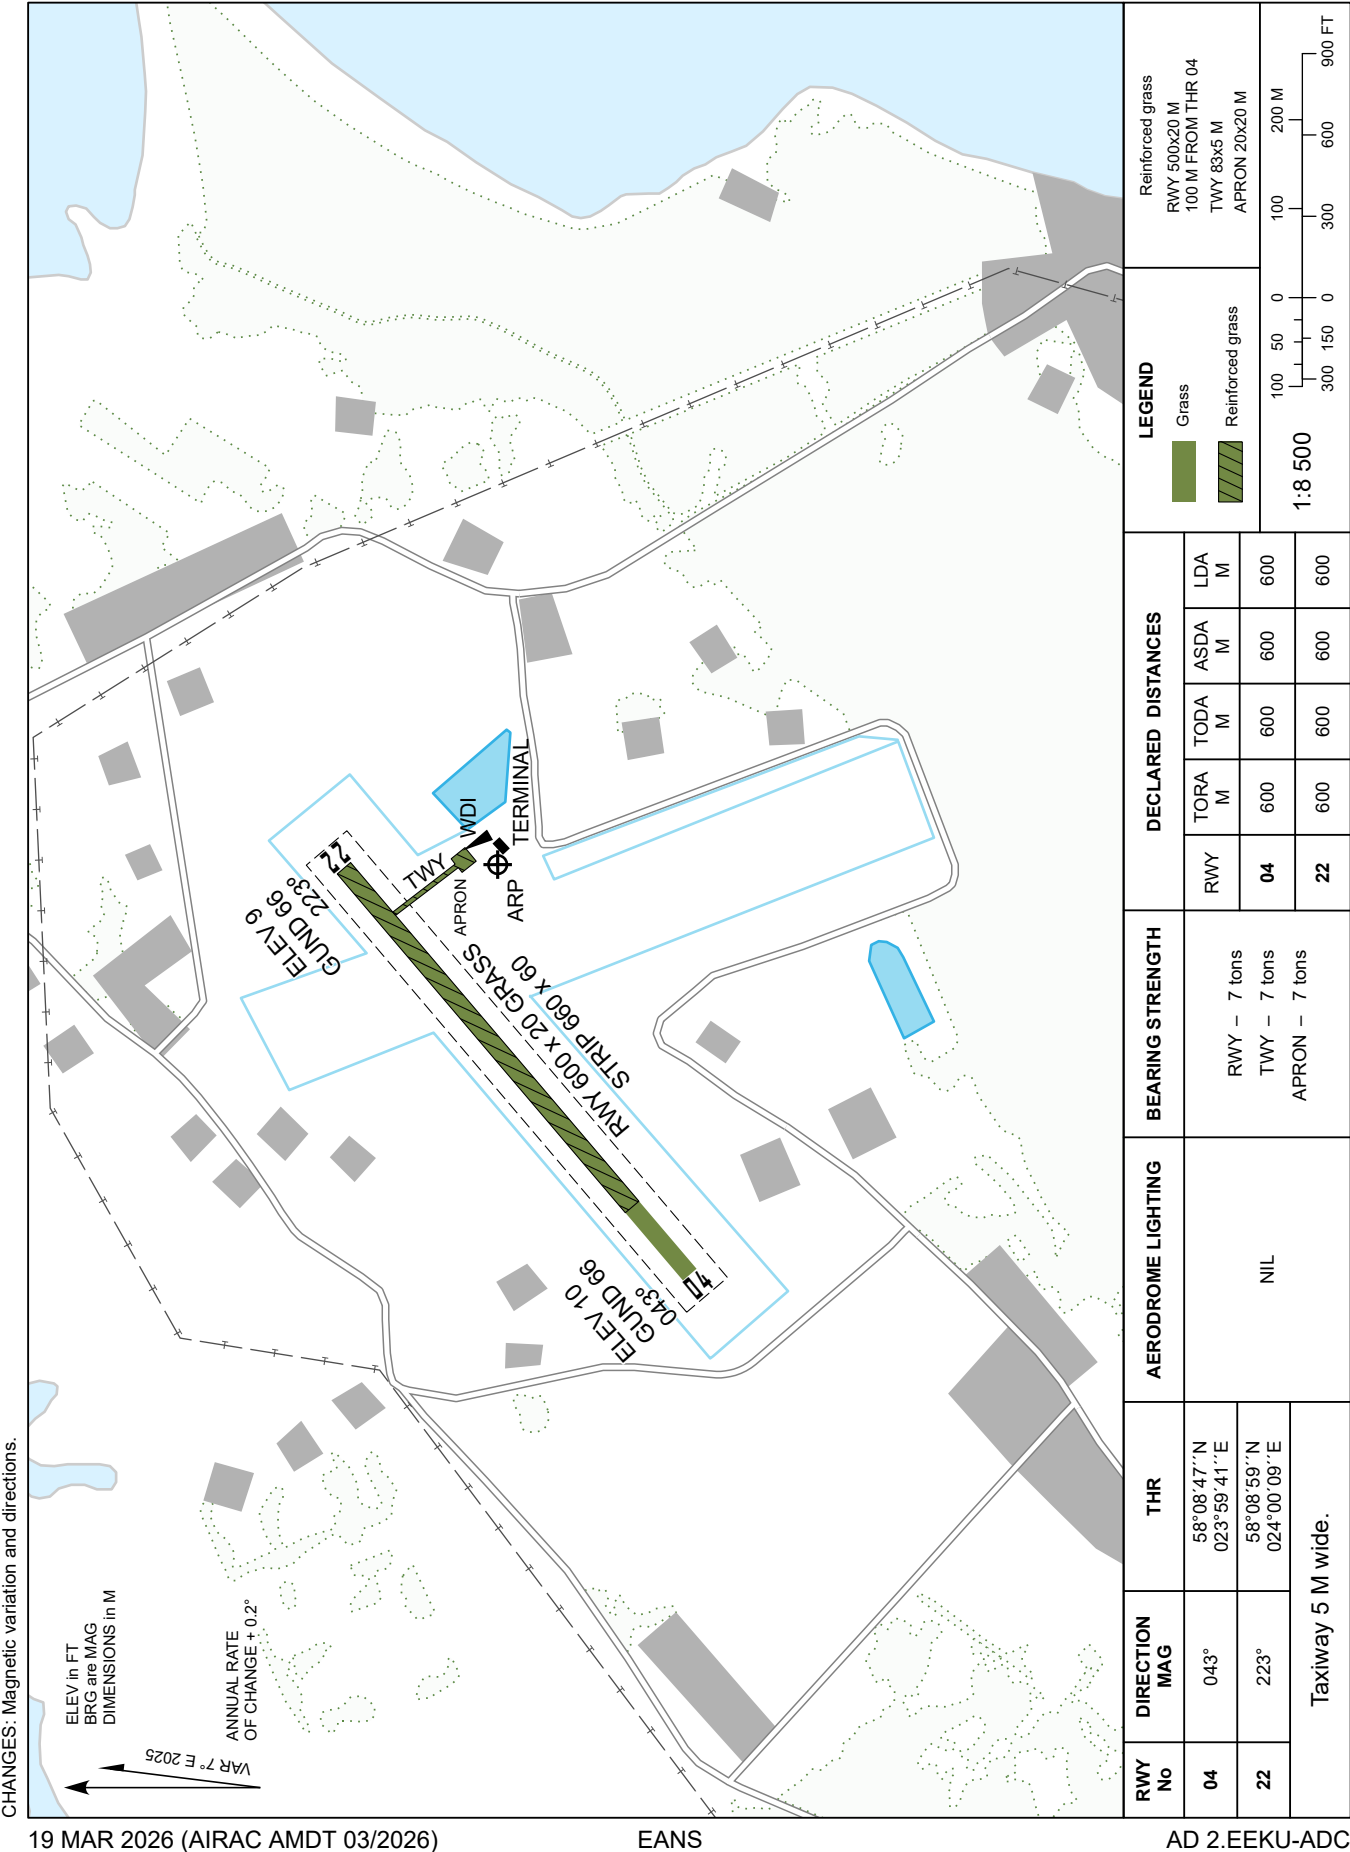 CHANGES: Magnetic variation and directions.
ELEV in FT
BRG are MAG
DIMENSIONS in M
ANNUAL RATE
OF CHANGE + 0.2°
VAR 7° E 2025
ELEV 9
GUND 66
223°
22
TWY
APRON
WDI
TERMINAL
ARP
RWY 600 x 20 GRASS
STRIP 660 x 60
ELEV 10
GUND 66
043°
04
RWY
No
DIRECTION
MAG
THR
04
043°
58°08´47´´N
023°59´41´´E
22
223°
58°08´59´´N
024°00´09´´E
Taxiway 5 M wide.
AERODROME LIGHTING
NIL
BEARING STRENGTH
RWY – 7 tons
TWY – 7 tons
APRON – 7 tons
DECLARED DISTANCES
RWY
TORA
M
TODA
M
ASDA
M
LDA
M
04 600 600 600 600
22 600 600 600 600
LEGEND
Grass
Reinforced grass
Reinforced grass
RWY 500x20 M
100 M FROM THR 04
TWY 83x5 M
APRON 20x20 M
1:8 500
100 50 0 100 200 M
300 150 0 300 600 900 FT
19 MAR 2026 (AIRAC AMDT 03/2026)
EANS
AD 2.EEKU-ADC